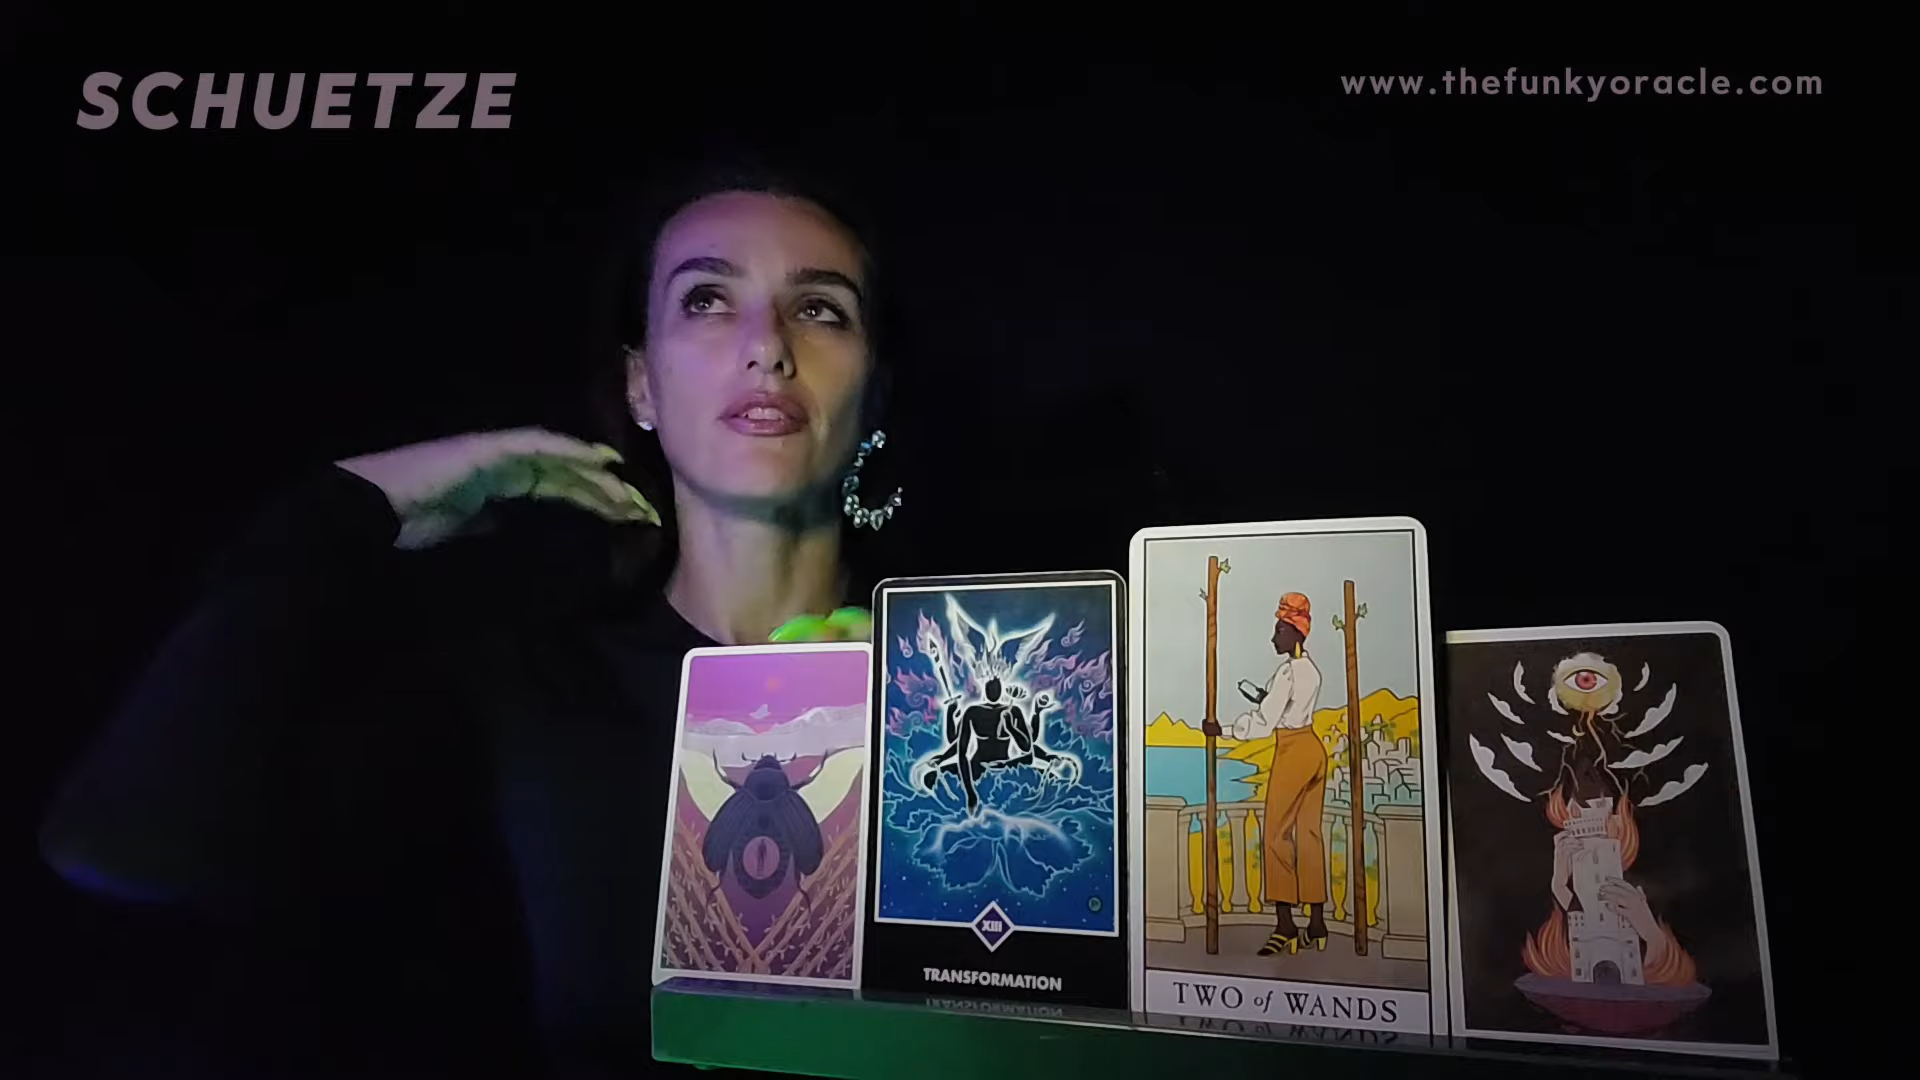 SCHUETZE
www.thefunkyoracle.com
XIII
TRANSFORMATION
TWO of WANDS